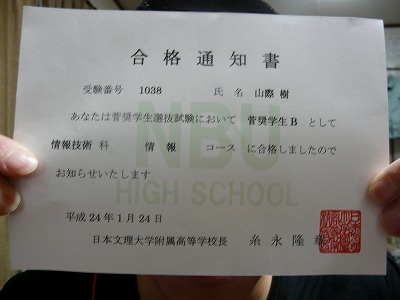 合格通知書
受験番号 1038 氏名 山際 樹
あなたは菅奨学生選抜試験において 菅奨学生B として
情報技術科 情報 コースに合格しましたので
お知らせいたします
NBU
HIGH SCHOOL
平成24年1月24日
日本文理大学附属高等学校長 糸永隆章